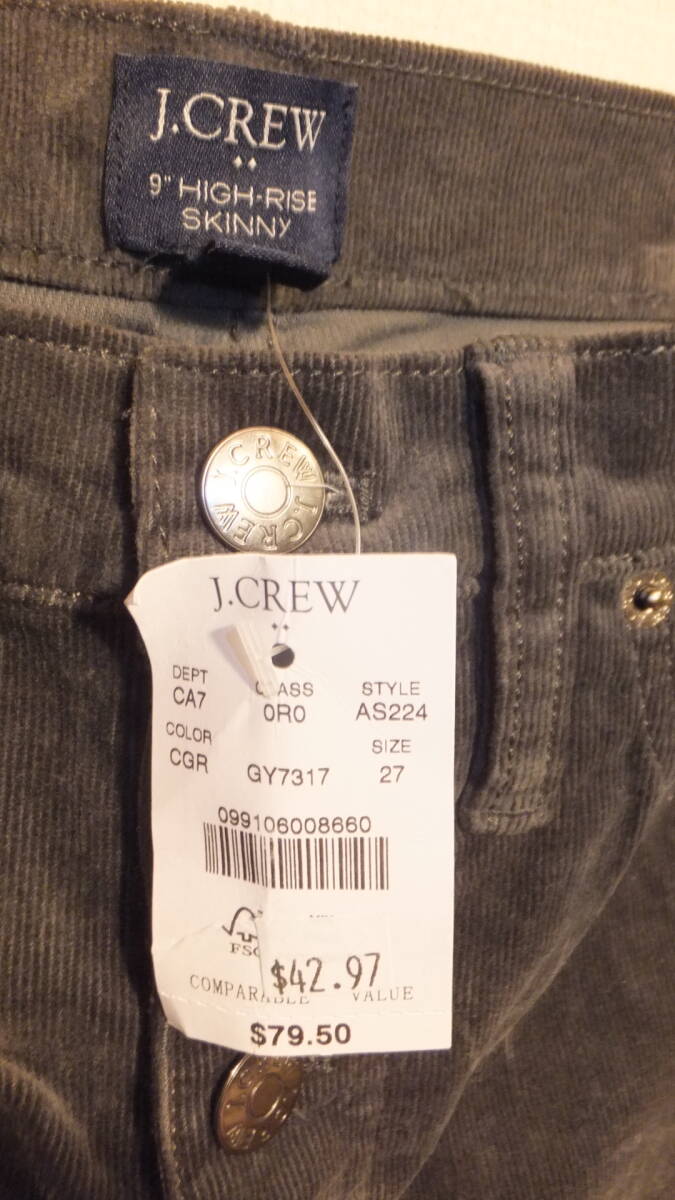 J.CREW
9" HIGH-RISE
SKINNY
J.CREW J.CREW
J.CREW
DEPT STYLE
CA7 0R0 AS224
COLOR SIZE
CGR GY7317 27
099106008660
FSC
$42.97
COMPARABLE VALUE
$79.50